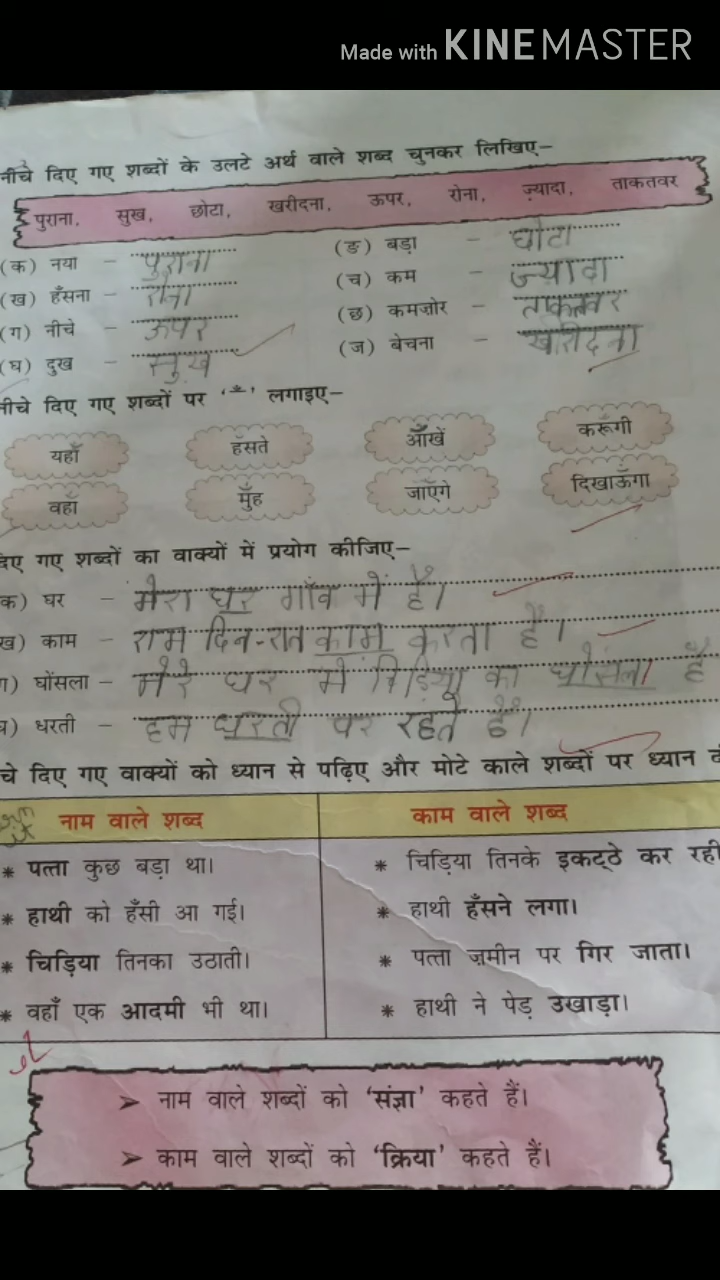 Made with KINEMASTER
नीचे दिए गए शब्दों के उलटे अर्थ वाले शब्द चुनकर लिखिए–
पुराना, सुख, छोटा, खरीदना, ऊपर, रोना, ज़्यादा, ताकतवर
(क) नया – पुराना (ङ) बड़ा – छोटा
(ख) हँसना – रोना (च) कम – ज्यादा
(ग) नीचे – ऊपर (छ) कमज़ोर – ताकतवर
(घ) दुख – सुख (ज) बेचना – खरीदना
नीचे दिए गए शब्दों पर ' ँ ' लगाइए–
यहाँ हँसते आँखें करूँगी
वहाँ मुँह जाएँगे दिखाऊँगा
दिए गए शब्दों का वाक्यों में प्रयोग कीजिए–
क) घर – मेरा घर गाँव में है।
ख) काम – राम दिन-रात काम करता है।
ग) घोंसला – मेरे घर में चिड़िया का घोंसला है
घ) धरती – हम धरती पर रहते हैं।
चे दिए गए वाक्यों को ध्यान से पढ़िए और मोटे काले शब्दों पर ध्यान
नाम वाले शब्द काम वाले शब्द
* पत्ता कुछ बड़ा था। * चिड़िया तिनके इकट्ठे कर रही
* हाथी को हँसी आ गई। * हाथी हँसने लगा।
* चिड़िया तिनका उठाती। * पत्ता ज़मीन पर गिर जाता।
* वहाँ एक आदमी भी था। * हाथी ने पेड़ उखाड़ा।
➤ नाम वाले शब्दों को 'संज्ञा' कहते हैं।
➤ काम वाले शब्दों को 'क्रिया' कहते हैं।